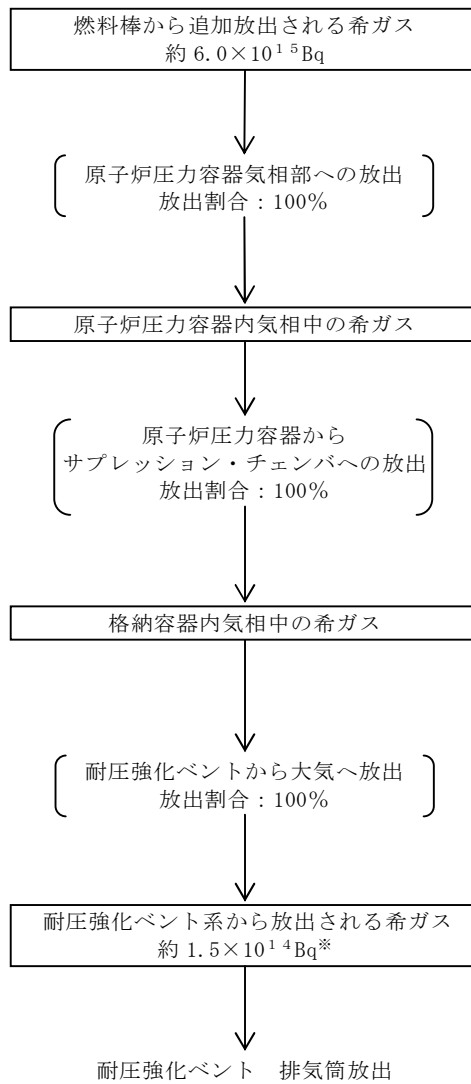 燃料棒から追加放出される希ガス
約 6.0×10¹⁵Bq
原子炉圧力容器気相部への放出
放出割合：100%
原子炉圧力容器内気相中の希ガス
原子炉圧力容器から
サプレッション・チェンバへの放出
放出割合：100%
格納容器内気相中の希ガス
耐圧強化ベントから大気へ放出
放出割合：100%
耐圧強化ベント系から放出される希ガス
約 1.5×10¹⁴Bq※
耐圧強化ベント　排気筒放出